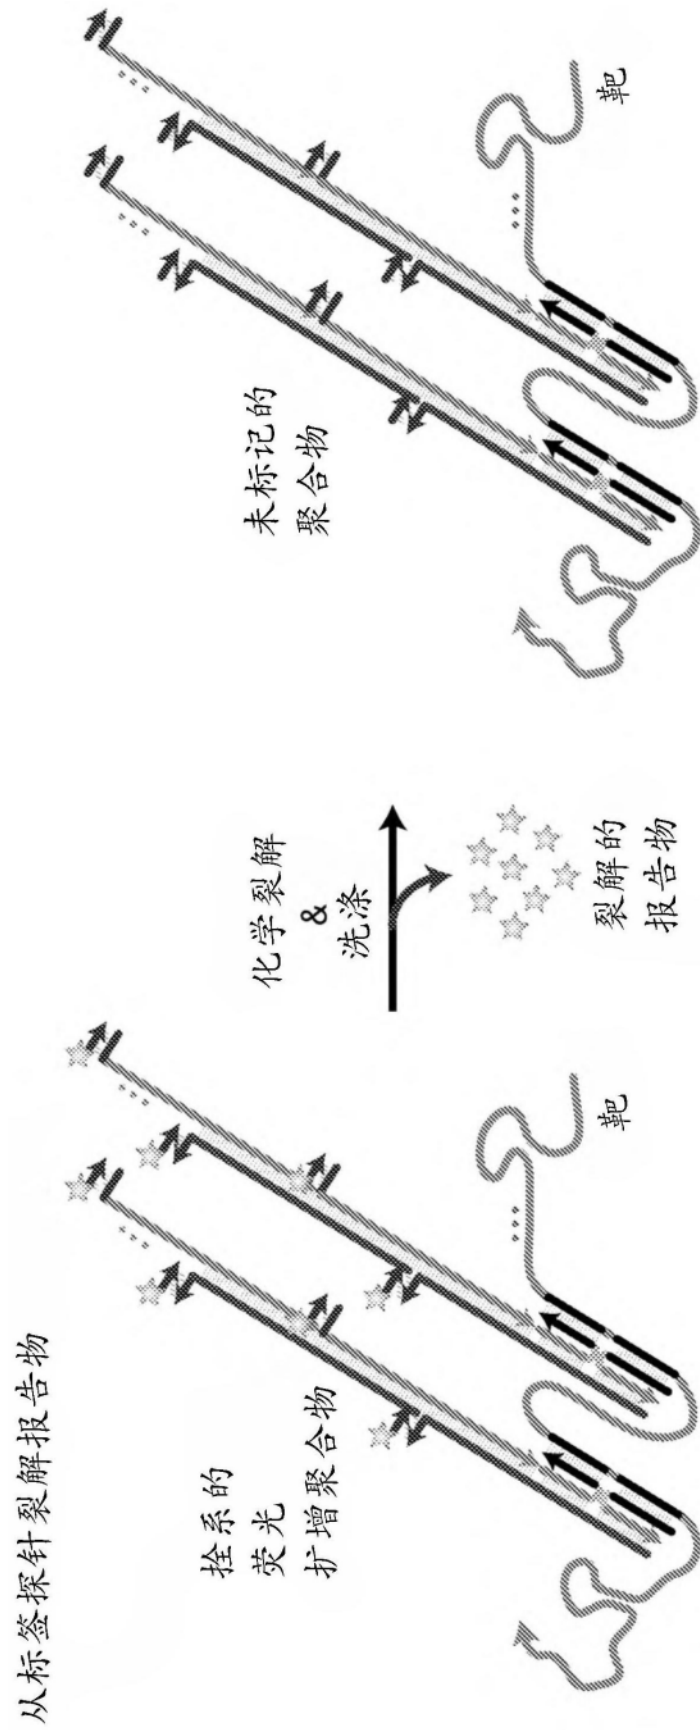 从标签探针裂解报告物
拴系的
荧光
扩增聚合物
靶
化学裂解
&
洗涤
裂解的
报告物
未标记的
聚合物
靶